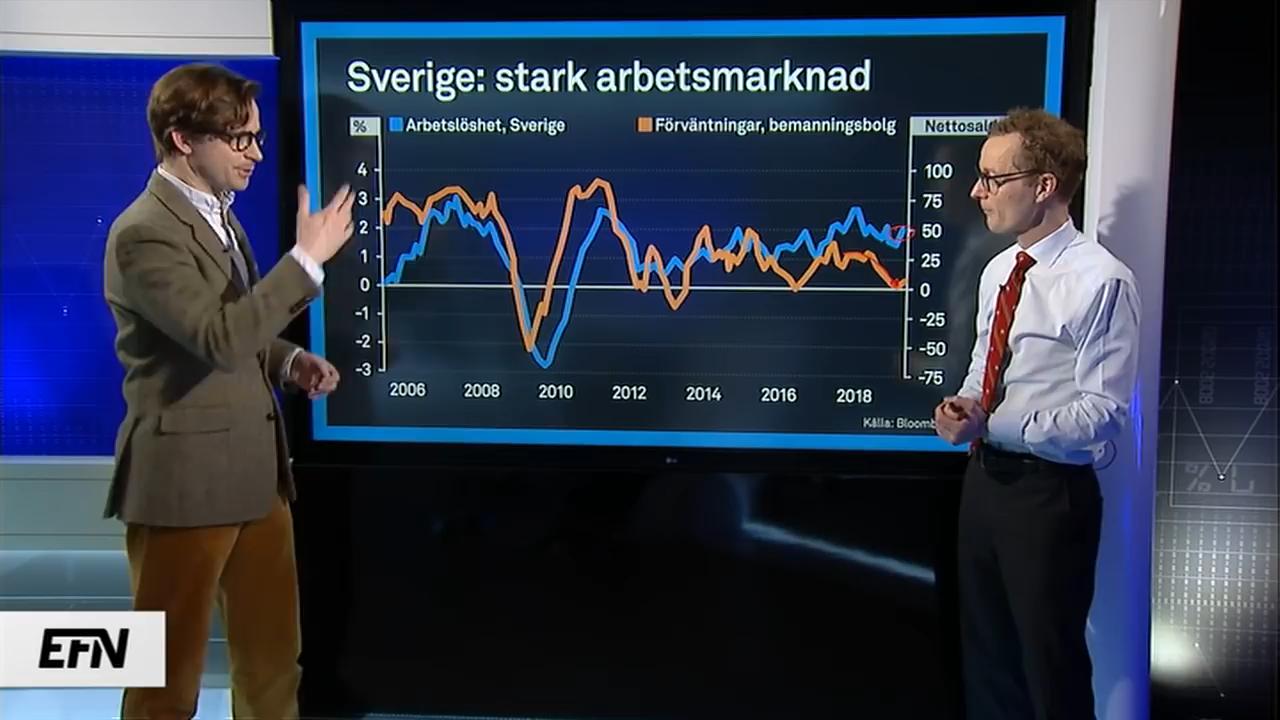 Sverige: stark arbetsmarknad
% Arbetslöshet, Sverige Förväntningar, bemanningsbolg Nettosal
4 100
3 75
2 50
1 25
0 0
-1 -25
-2 -50
-3 -75
2006 2008 2010 2012 2014 2016 2018
Källa: Bloomb
EFN